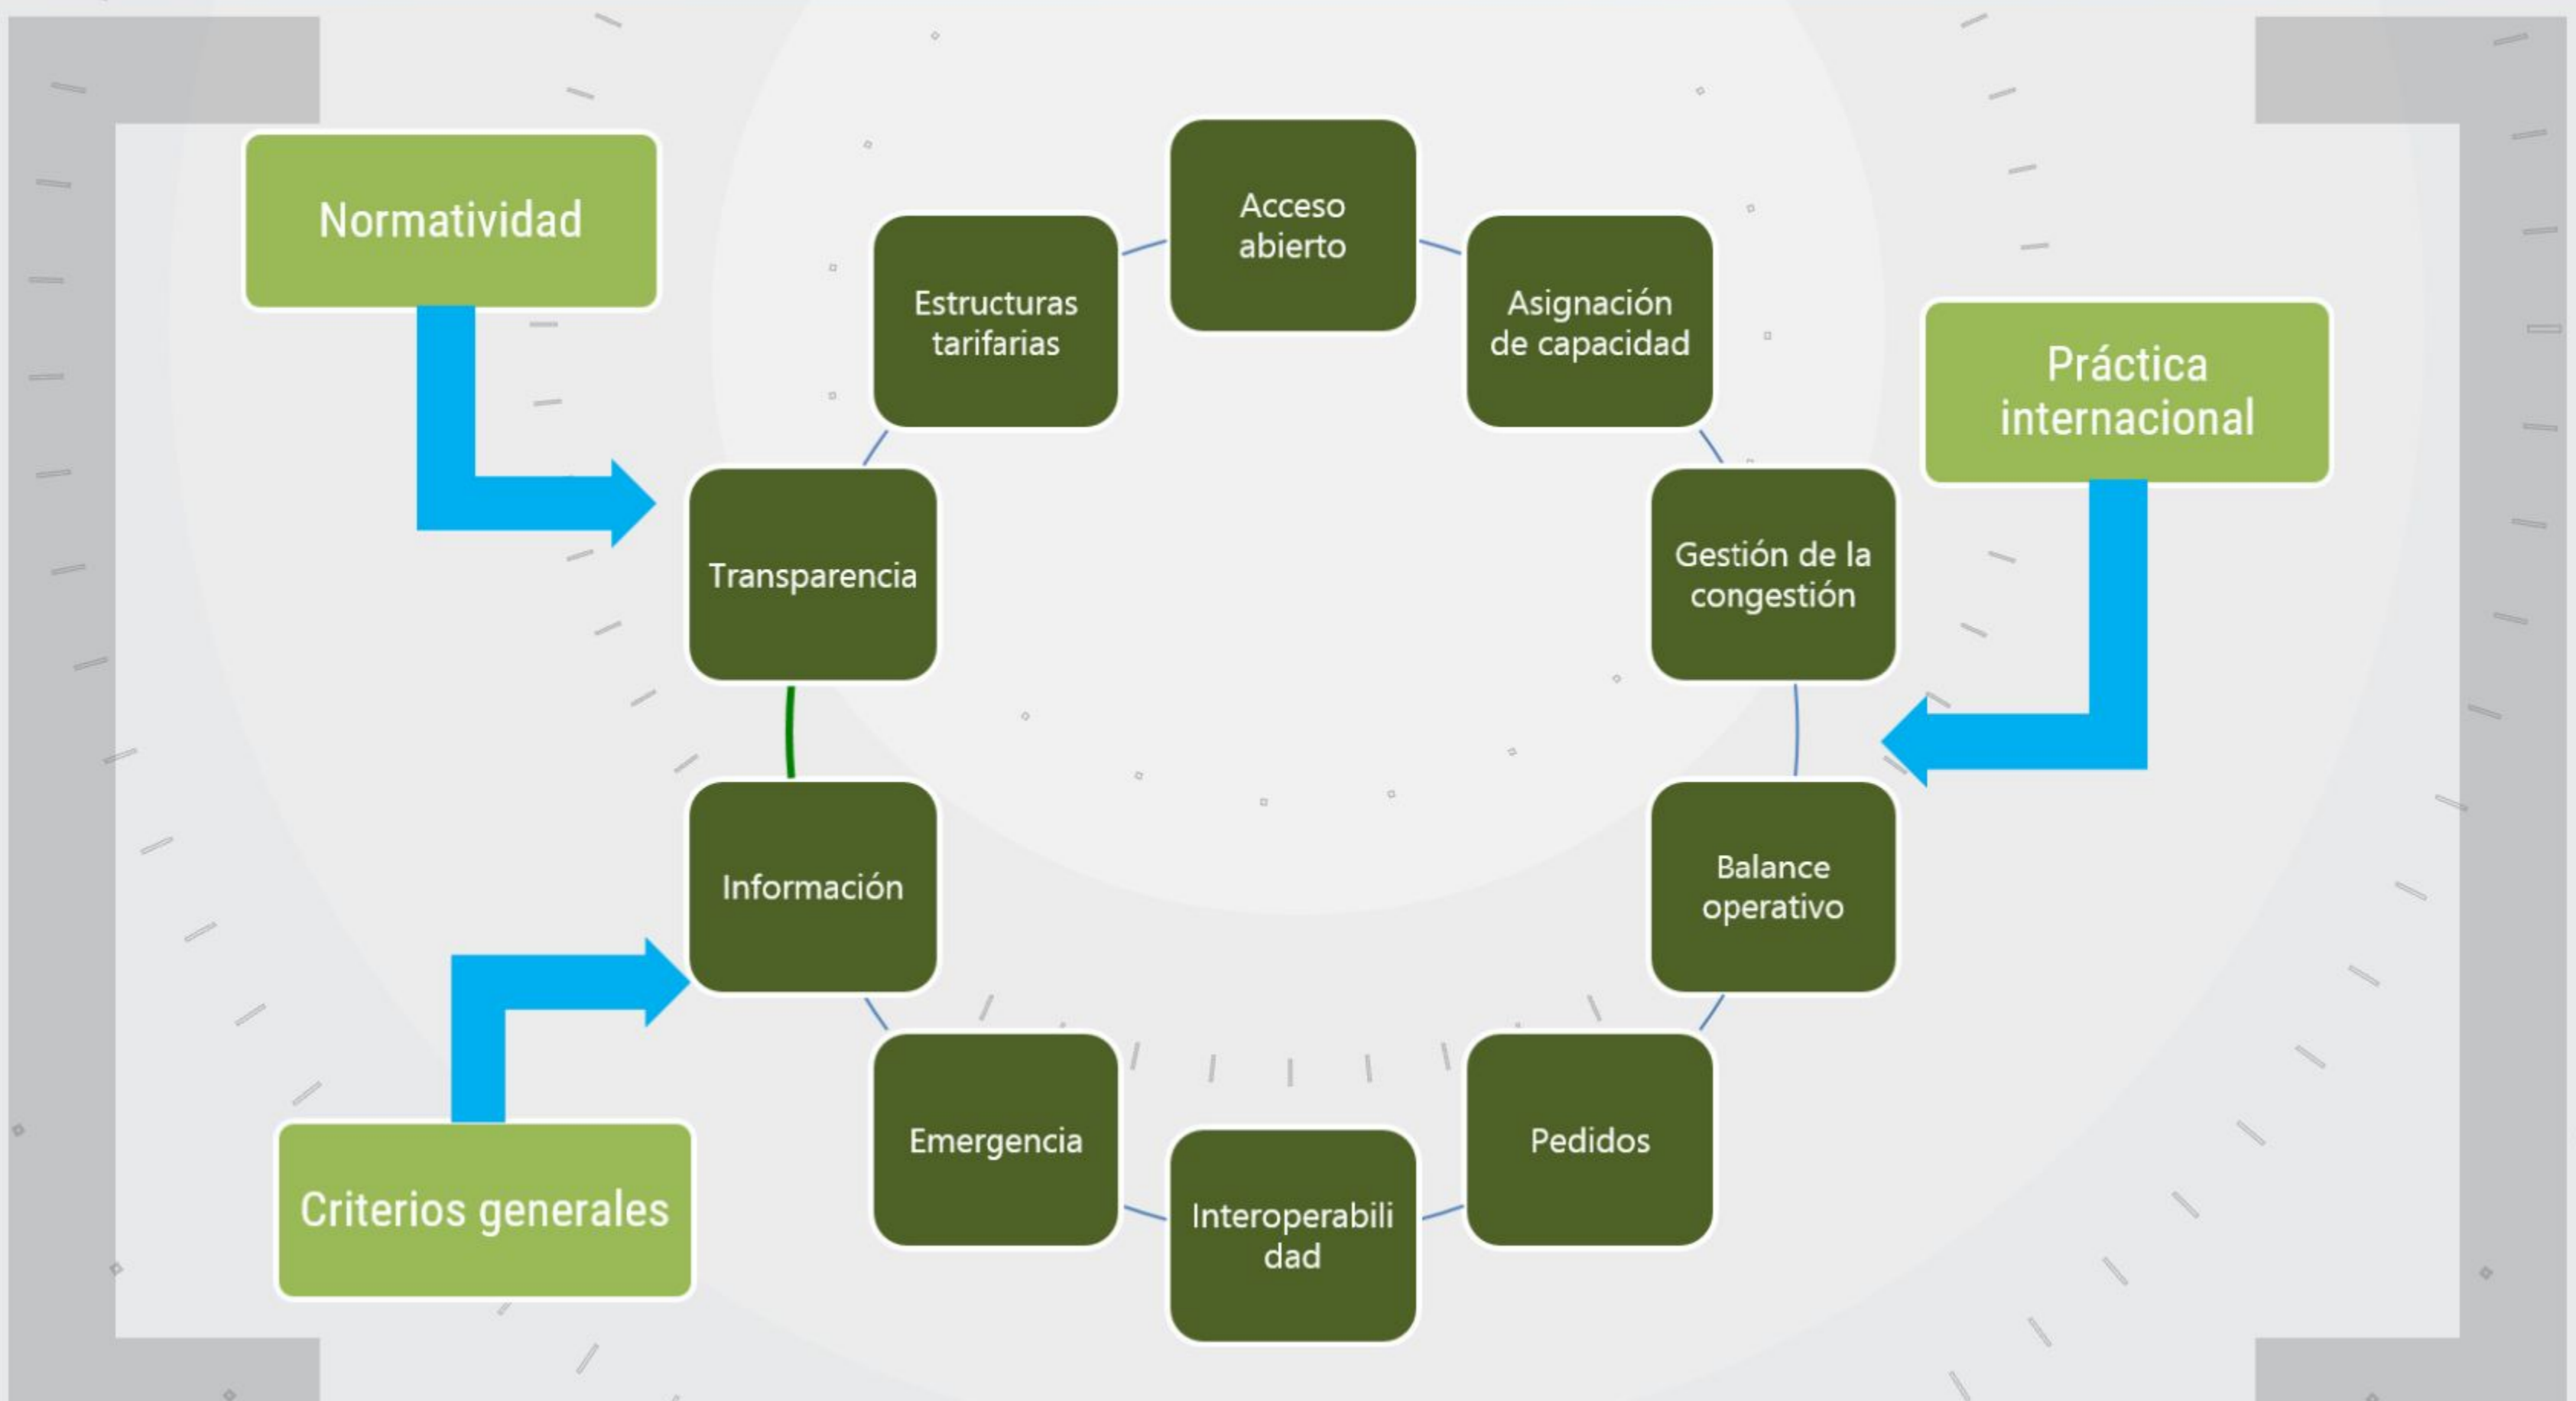 Normatividad
Acceso
abierto
Estructuras
tarifarias
Asignación
de capacidad
Práctica
internacional
Transparencia
Gestión de la
congestión
Información
Balance
operativo
Emergencia
Pedidos
Criterios generales
Interoperabili
dad